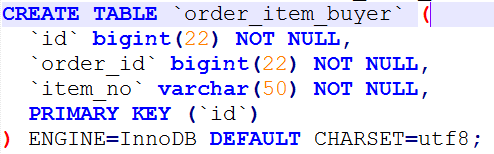 CREATE TABLE `order_item_buyer` (
  `id` bigint(22) NOT NULL,
  `order_id` bigint(22) NOT NULL,
  `item_no` varchar(50) NOT NULL,
  PRIMARY KEY (`id`)
) ENGINE=InnoDB DEFAULT CHARSET=utf8;